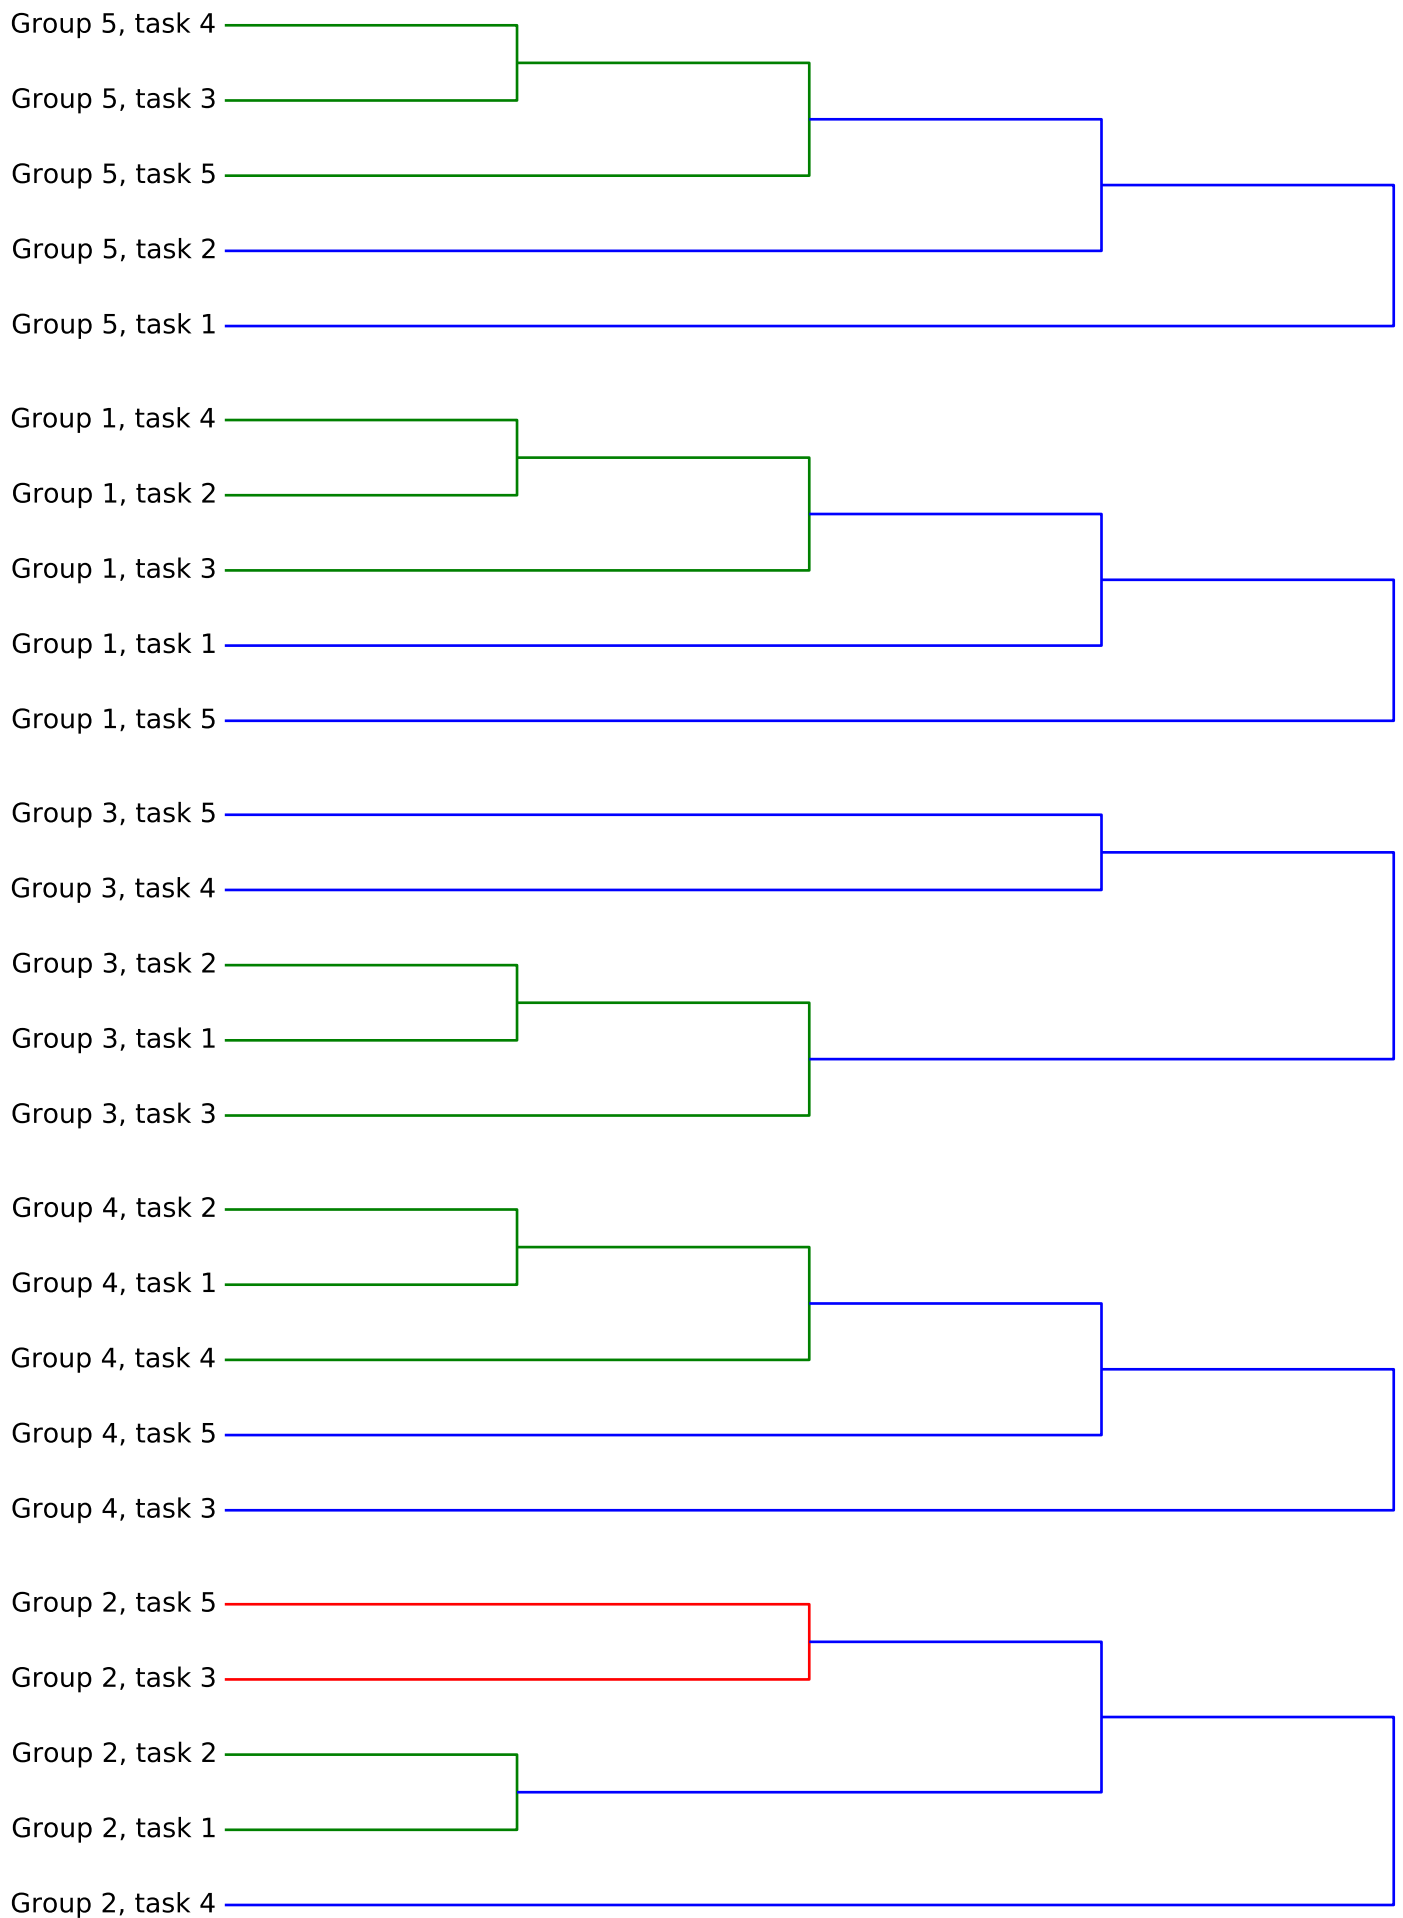 Group 5, task 4
Group 5, task 3
Group 5, task 5
Group 5, task 2
Group 5, task 1
Group 1, task 4
Group 1, task 2
Group 1, task 3
Group 1, task 1
Group 1, task 5
Group 3, task 5
Group 3, task 4
Group 3, task 2
Group 3, task 1
Group 3, task 3
Group 4, task 2
Group 4, task 1
Group 4, task 4
Group 4, task 5
Group 4, task 3
Group 2, task 5
Group 2, task 3
Group 2, task 2
Group 2, task 1
Group 2, task 4